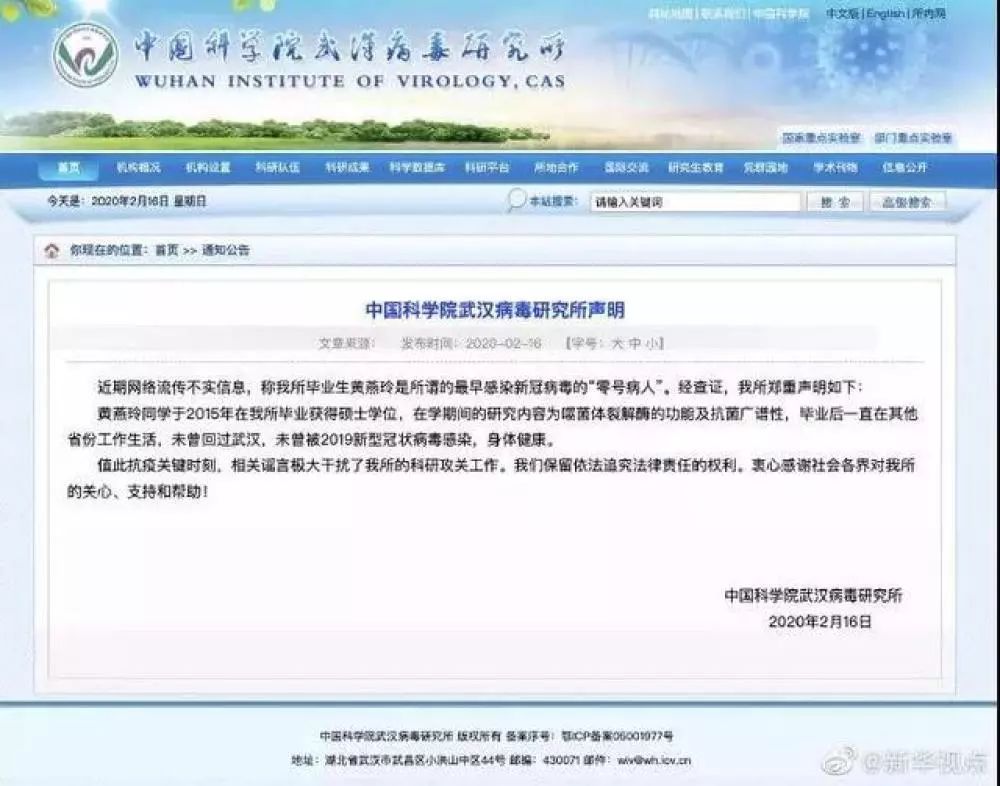 网站地图 | 联系我们 | 中国科学院 中文版 | English | 所内网
中国科学院武汉病毒研究所
WUHAN INSTITUTE OF VIROLOGY, CAS
国家重点实验室 部门重点实验室
首页 机构概况 机构设置 科研队伍 科研成果 科学数据库 科研平台 所地合作 国际交流 研究生教育 党群园地 学术刊物 信息公开
今天是：2020年2月16日 星期日 本站搜索： 请输入关键词 搜 索 高级搜索
你现在的位置：首页 >> 通知公告
中国科学院武汉病毒研究所声明
文章来源： 发布时间：2020-02-16 【字号：大 中 小】
近期网络流传不实信息，称我所毕业生黄燕玲是所谓的最早感染新冠病毒的“零号病人”。经查证，我所郑重声明如下：
黄燕玲同学于2015年在我所毕业获得硕士学位，在学期间的研究内容为噬菌体裂解酶的功能及抗菌广谱性，毕业后一直在其他
省份工作生活，未曾回过武汉，未曾被2019新型冠状病毒感染，身体健康。
值此抗疫关键时刻，相关谣言极大干扰了我所的科研攻关工作。我们保留依法追究法律责任的权利。衷心感谢社会各界对我所
的关心、支持和帮助！
中国科学院武汉病毒研究所
2020年2月16日
中国科学院武汉病毒研究所 版权所有 备案序号：鄂ICP备案05001977号
地址：湖北省武汉市武昌区小洪山中区44号 邮编：430071 邮件：wiv@wh.iov.cn
@新华视点